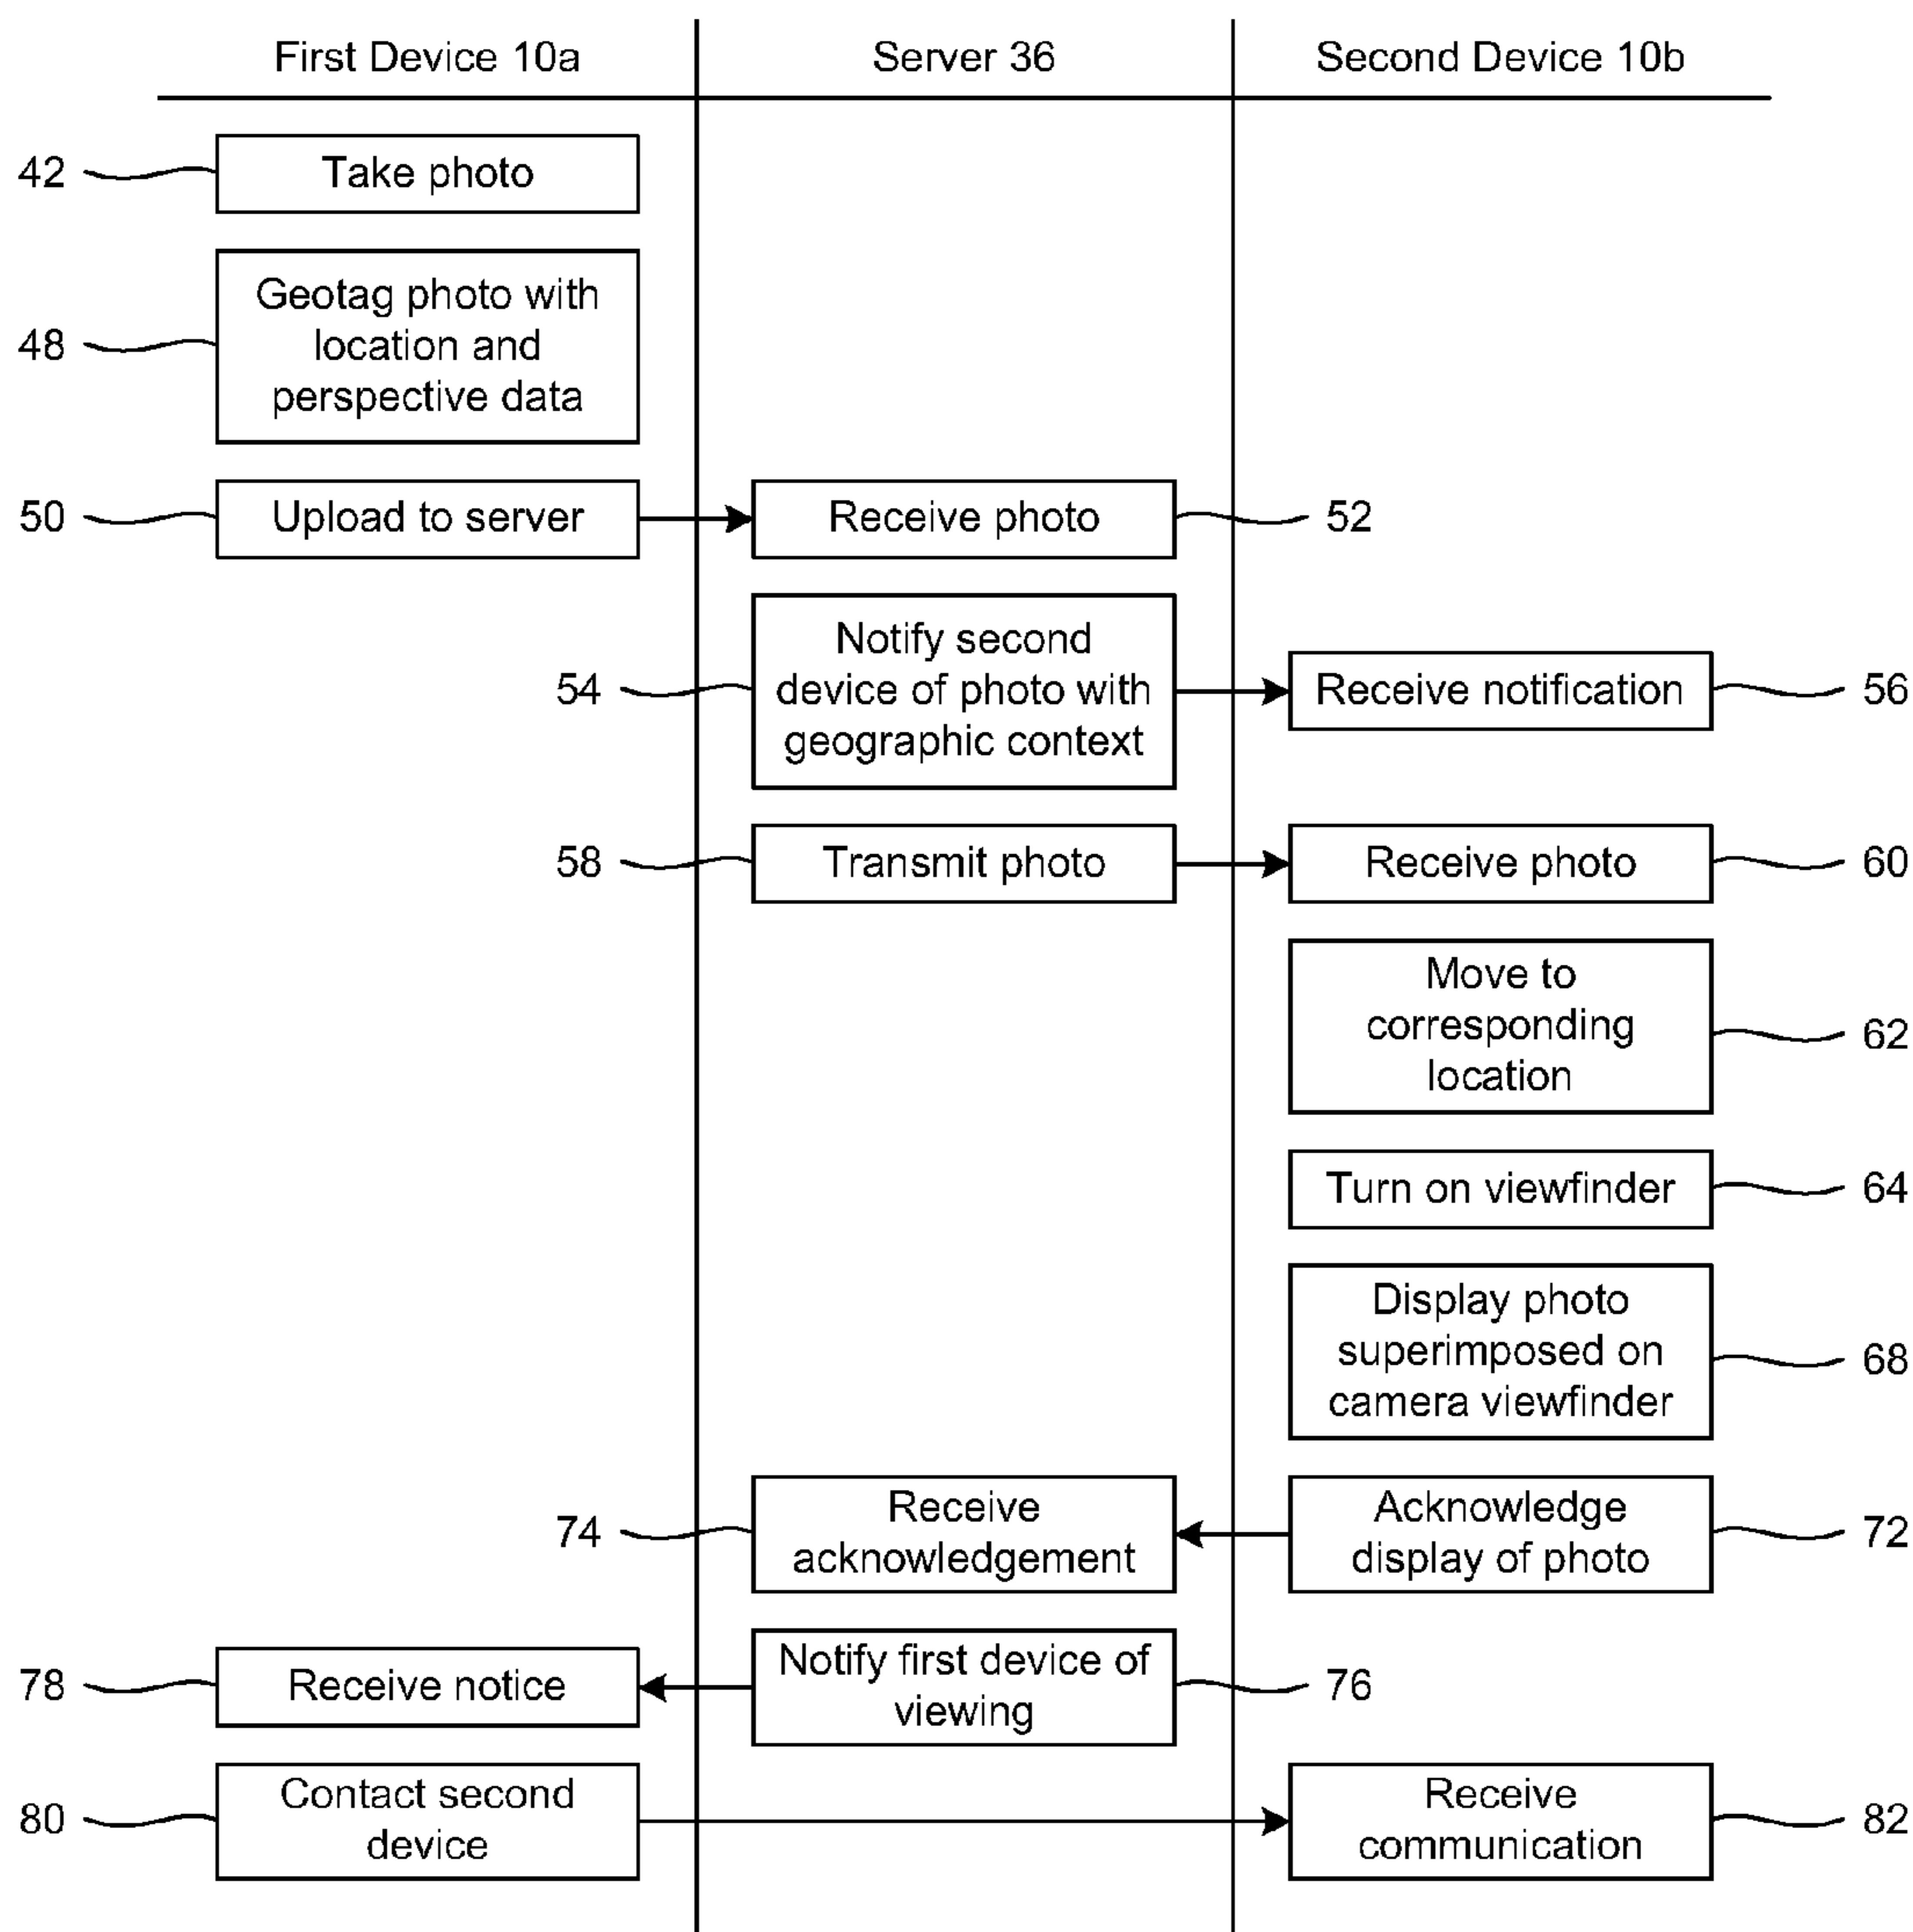 First Device 10a
Server 36
Second Device 10b
42
Take photo
48
Geotag photo with
location and
perspective data
50
Upload to server
Receive photo
52
54
Notify second
device of photo with
geographic context
Receive notification
56
58
Transmit photo
Receive photo
60
Move to
corresponding
location
62
Turn on viewfinder
64
Display photo
superimposed on
camera viewfinder
68
74
Receive
acknowledgement
Acknowledge
display of photo
72
78
Receive notice
Notify first device of
viewing
76
80
Contact second
device
Receive
communication
82